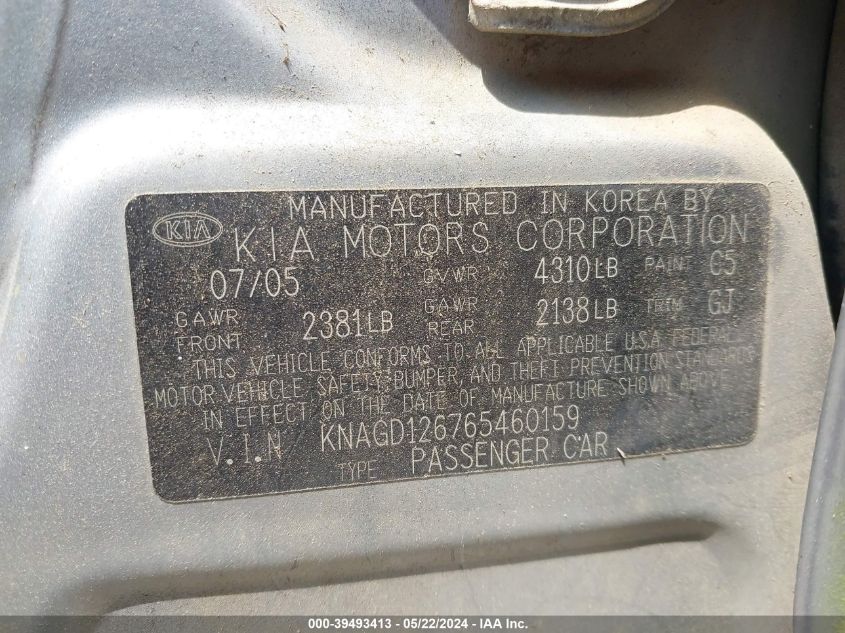 MANUFACTURED IN KOREA BY
KIA KIA MOTORS CORPORATION
07/05 GVWR 4310LB PAINT C5
GAWR FRONT 2381LB GAWR REAR 2138LB TRIM GJ
THIS VEHICLE CONFORMS TO ALL APPLICABLE U.S.A. FEDERAL
MOTOR VEHICLE SAFETY, BUMPER, AND THEFT PREVENTION STANDARDS
IN EFFECT ON THE DATE OF MANUFACTURE SHOWN ABOVE
V.I.N KNAGD126765460159
TYPE PASSENGER CAR
000-39493413 - 05/22/2024 - IAA Inc.